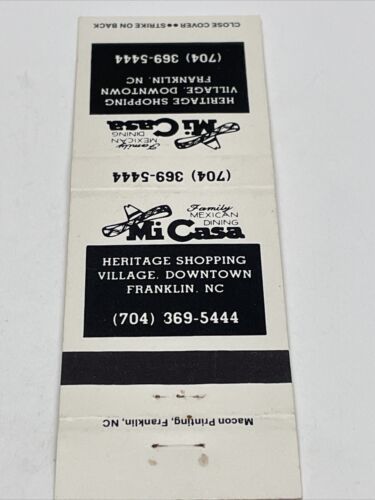 CLOSE COVER ●● STRIKE ON BACK
(704) 369-5444
HERITAGE SHOPPING
VILLAGE, DOWNTOWN
FRANKLIN, NC
Mi Casa
Family
MEXICAN
DINING
(704) 369-5444
Family
MEXICAN
DINING
Mi Casa
HERITAGE SHOPPING
VILLAGE, DOWNTOWN
FRANKLIN, NC
(704) 369-5444
Macon Printing, Franklin, NC